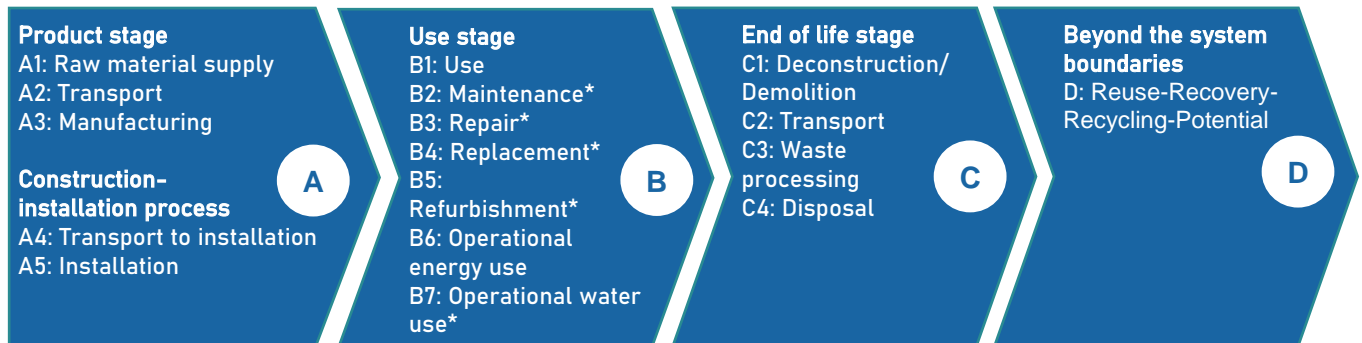 Product stage
A1: Raw material supply
A2: Transport
A3: Manufacturing
Construction-
installation process
A4: Transport to installation
A5: Installation
A
Use stage
B1: Use
B2: Maintenance*
B3: Repair*
B4: Replacement*
B5:
Refurbishment*
B6: Operational
energy use
B7: Operational water
use*
B
End of life stage
C1: Deconstruction/
Demolition
C2: Transport
C3: Waste
processing
C4: Disposal
C
Beyond the system
boundaries
D: Reuse-Recovery-
Recycling-Potential
D